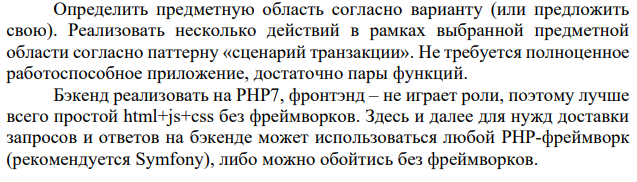 Определить предметную область согласно варианту (или предложить
свою). Реализовать несколько действий в рамках выбранной предметной
области согласно паттерну «сценарий транзакции». Не требуется полноценное
работоспособное приложение, достаточно пары функций.
Бэкенд реализовать на PHP7, фронтэнд – не играет роли, поэтому лучше
всего простой html+js+css без фреймворков. Здесь и далее для нужд доставки
запросов и ответов на бэкенде может использоваться любой PHP-фреймворк
(рекомендуется Symfony), либо можно обойтись без фреймворков.